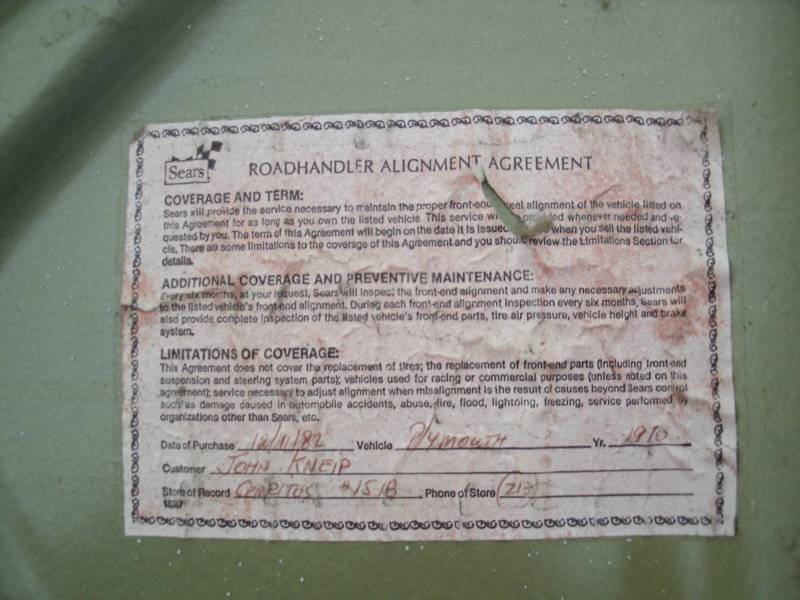 Sears
ROADHANDLER ALIGNMENT AGREEMENT
COVERAGE AND TERM:
Sears will provide the service necessary to maintain the proper front-end eel alignment of the vehicle listed on
this Agreement for as long as you own the listed vehicle. This service w provided whenever needed and re-
quested by you. The term of this Agreement will begin on the date it is issued when you sell the listed vehi-
cle. There are some limitations to the coverage of this Agreement and you should review the Limitations Section for
details.
ADDITIONAL COVERAGE AND PREVENTIVE MAINTENANCE:
Every six months, at your request, Sears will inspect the front-end alignment and make any necessary adjustments
to the listed vehicle's front-end alignment. During each front-end alignment inspection every six months, Sears will
also provide complete inspection of the listed vehicle's front-end parts, tire air pressure, vehicle height and brake
system.
LIMITATIONS OF COVERAGE:
This Agreement does not cover the replacement of tires; the replacement of front-end parts (including front-end
suspension and steering system parts); vehicles used for racing or commercial purposes (unless noted on this
agreement); service necessary to adjust alignment when misalignment is the result of causes beyond Sears control
such as damage caused in automobile accidents, abuse, fire, flood, lightning, freezing, service performed by
organizations other than Sears, etc.
Date of Purchase 12/11/82 Vehicle Plymouth Yr. 1970
Customer JOHN KNEIP
Store of Record CERRITOS #1518 Phone of Store (213)